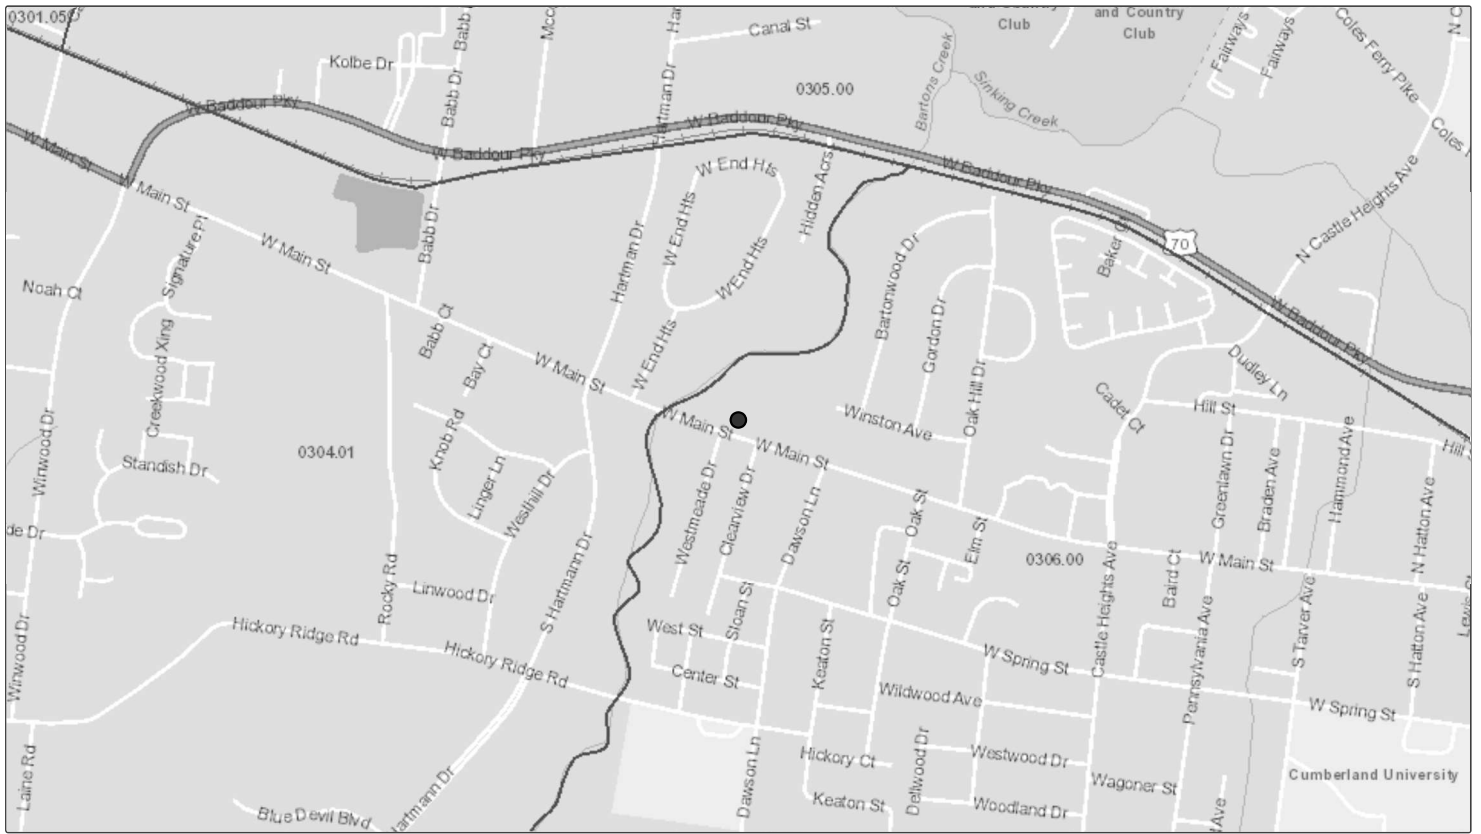 0301.05
Babb Dr
and Country
Club
and Country
Club
Fairways
Fairways
Coles Ferry Pike
Canal St
Kolbe Dr
Babb Dr
Hartman Dr
0305.00
Bartons Creek
Sinking Creek
W Baddour Pky
W Baddour Pky
W Baddour Pky
W Baddour Pky
W Main St
W Main St
W End Hts
N Castle Heights Ave
Signature Pl
W Main St
Babb Dr
Hartman Dr
W End Hts
W End Hts
Hidden Acrs
Bartonwood Dr
Baker Ct
70
Noah Ct
W Baddour Pky
Creekwood Xing
Babb Ct
Bay Ct
W Main St
W End Hts
Gordon Dr
Oak Hill Dr
Dudley Ln
Cadet Ct
Hill St
Winwood Dr
Knob Rd
W Main St
Winston Ave
Hill S
0304.01
W Main St
Standish Dr
Linger Ln
Westhill Dr
Westmeade Dr
Clearview Dr
Dawson Ln
Oak St
Elm St
Greenlawn Dr
Braden Ave
Hammond Ave
N Hatton Ave
de Dr
0306.00
W Main St
Rocky Rd
Linwood Dr
S Hartmann Dr
Sloan St
Oak St
Castle Heights Ave
Baird Ct
Pennsylvania Ave
S Tarver Ave
S Hatton Ave
Winwood Dr
Hickory Ridge Rd
Hickory Ridge Rd
West St
Center St
Keaton St
W Spring St
Wildwood Ave
W Spring St
Laine Rd
Dawson Ln
Hickory Ct
Dellwood Dr
Westwood Dr
Wagoner St
Cumberland University
Blue Devil Blvd
Hartmann Dr
Keaton St
Woodland Dr
Ave